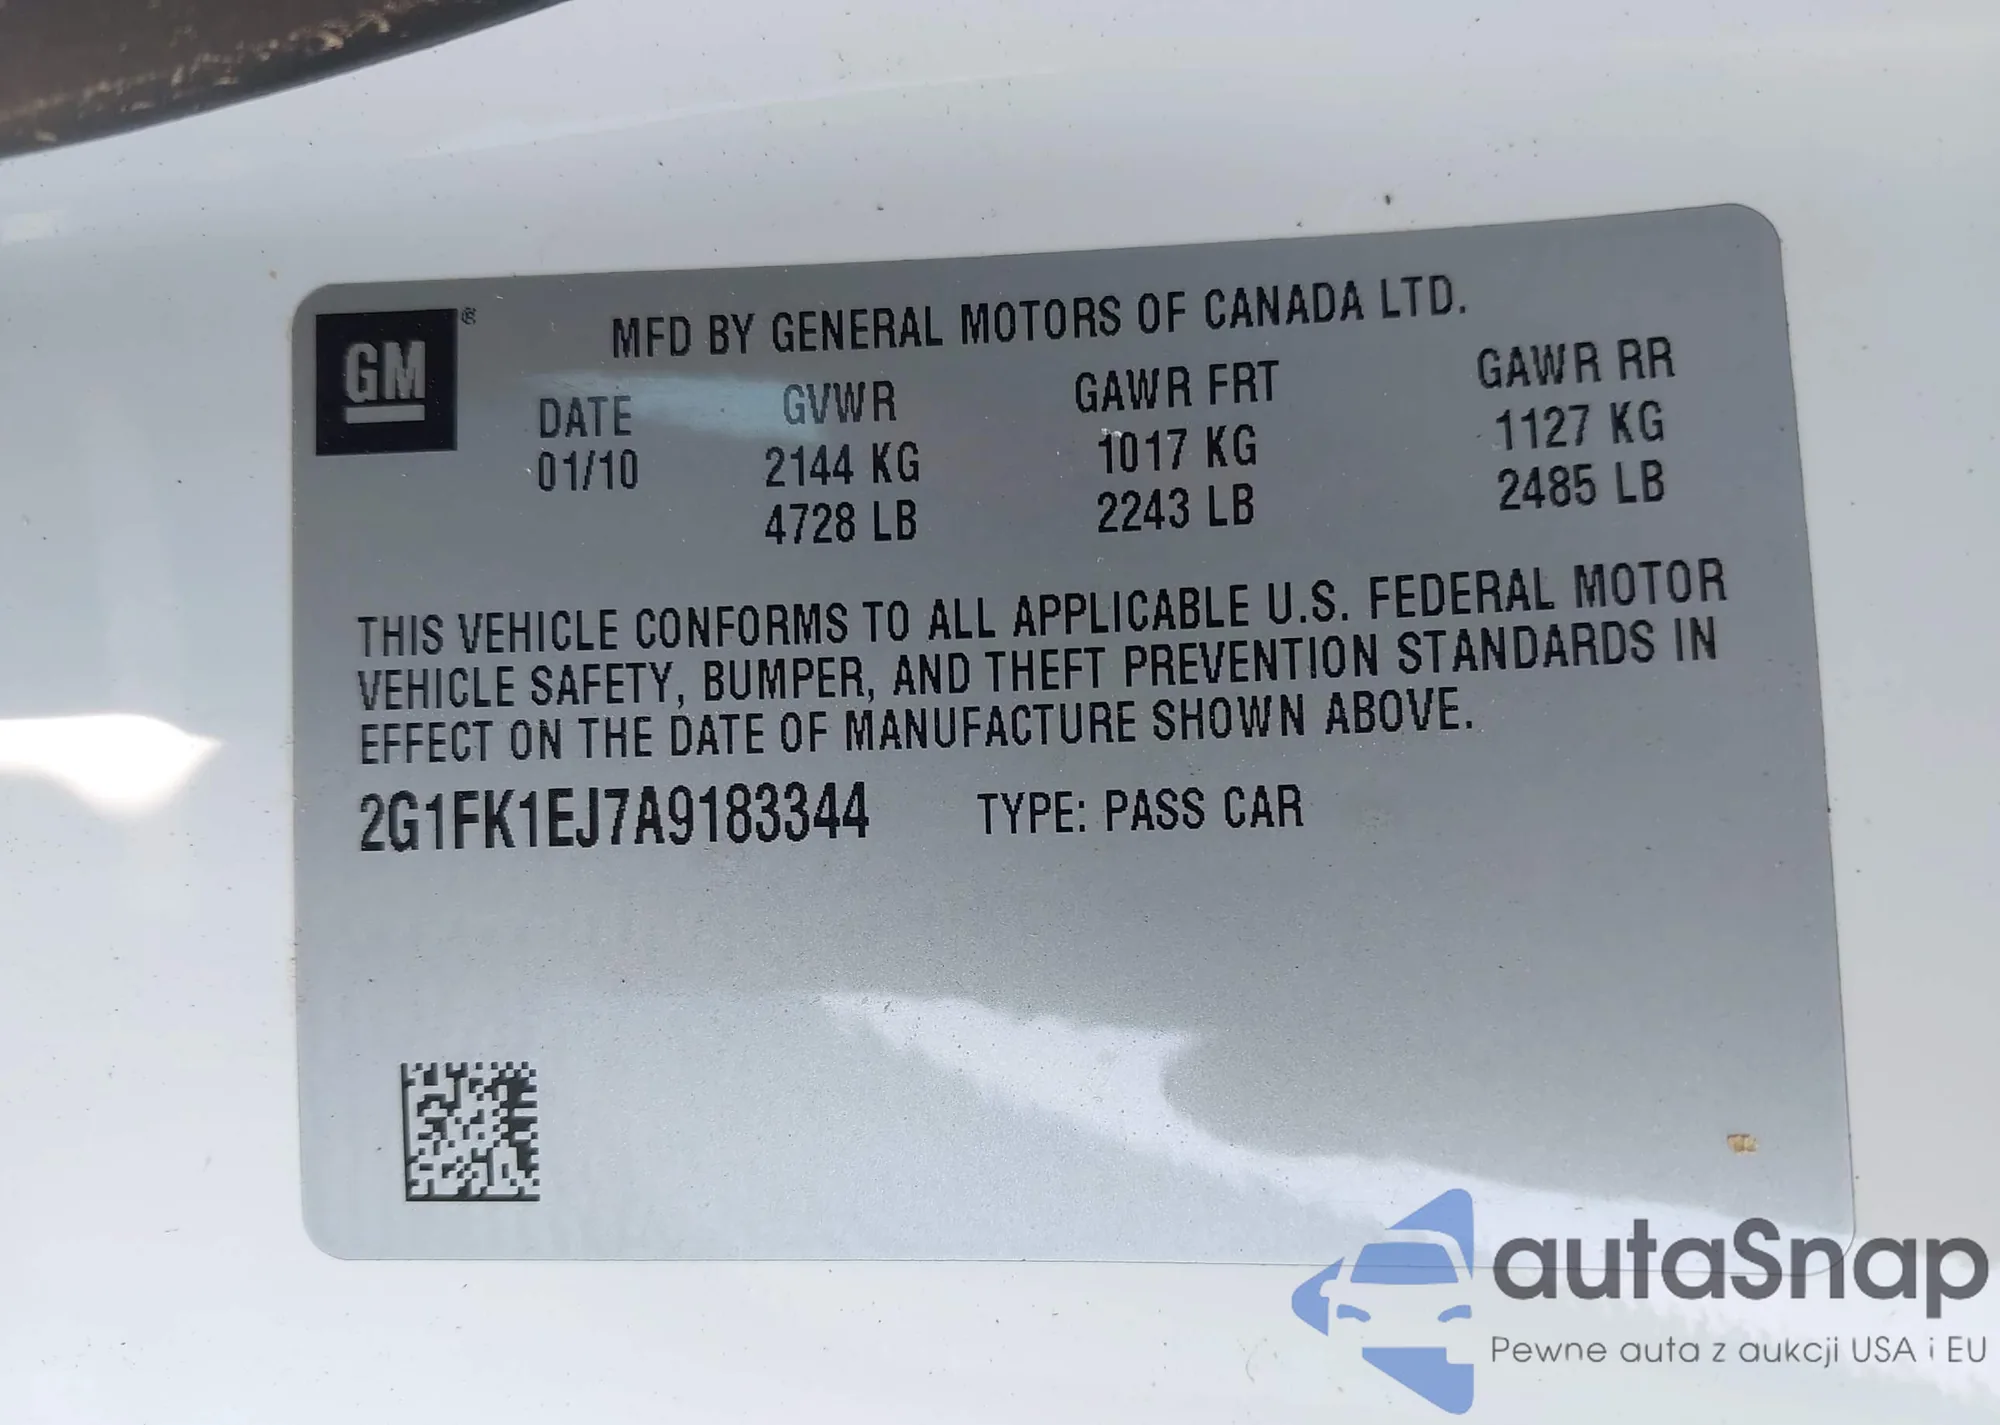 GM ®
MFD BY GENERAL MOTORS OF CANADA LTD.
DATE GVWR GAWR FRT GAWR RR
01/10 2144 KG 1017 KG 1127 KG
4728 LB 2243 LB 2485 LB
THIS VEHICLE CONFORMS TO ALL APPLICABLE U.S. FEDERAL MOTOR
VEHICLE SAFETY, BUMPER, AND THEFT PREVENTION STANDARDS IN
EFFECT ON THE DATE OF MANUFACTURE SHOWN ABOVE.
2G1FK1EJ7A9183344 TYPE: PASS CAR
autaSnap
Pewne auta z aukcji USA i EU